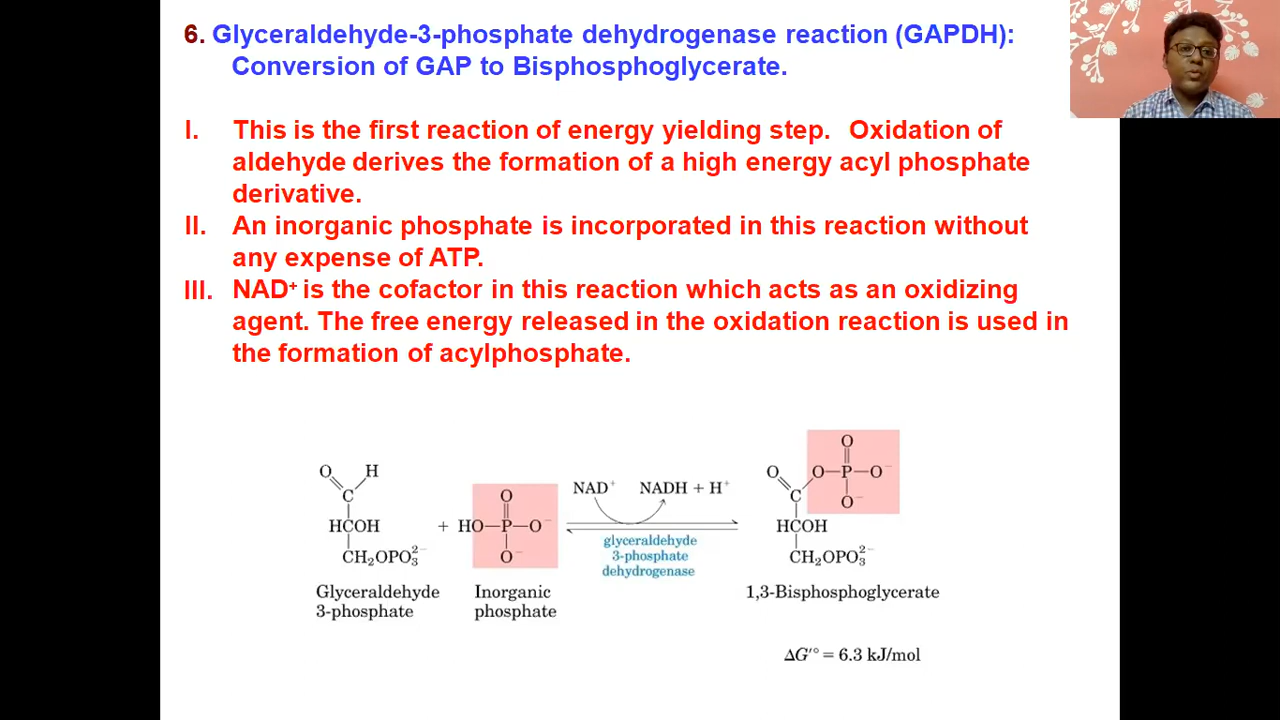 6. Glyceraldehyde-3-phosphate dehydrogenase reaction (GAPDH):
Conversion of GAP to Bisphosphoglycerate.
I. This is the first reaction of energy yielding step. Oxidation of
aldehyde derives the formation of a high energy acyl phosphate
derivative.
II. An inorganic phosphate is incorporated in this reaction without
any expense of ATP.
III. NAD⁺ is the cofactor in this reaction which acts as an oxidizing
agent. The free energy released in the oxidation reaction is used in
the formation of acylphosphate.
O H
C
HCOH
CH₂OPO₃²⁻
Glyceraldehyde
3-phosphate
+
O
HO—P—O⁻
O⁻
Inorganic
phosphate
NAD⁺ NADH + H⁺
glyceraldehyde
3-phosphate
dehydrogenase
O
O O—P—O⁻
C O⁻
HCOH
CH₂OPO₃²⁻
1,3-Bisphosphoglycerate
ΔG′° = 6.3 kJ/mol